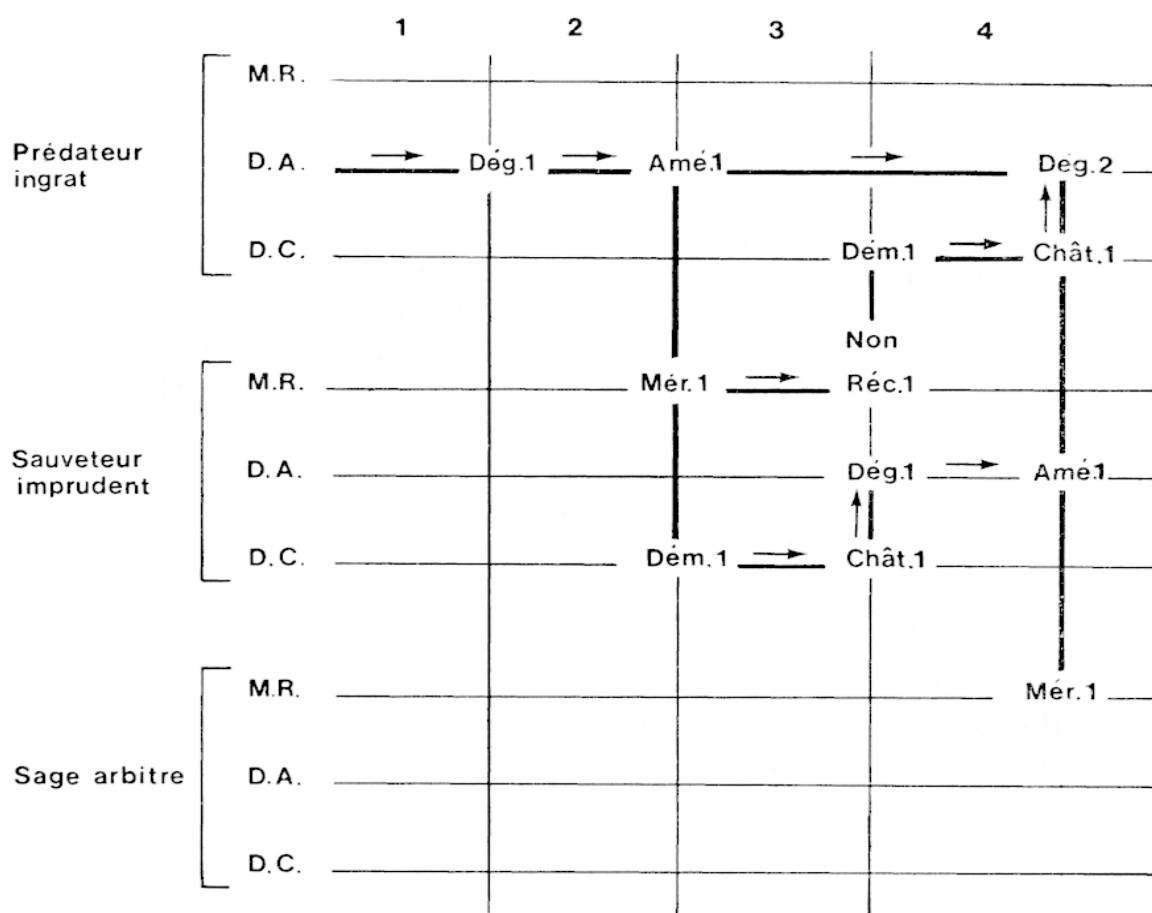 1 2 3 4
M.R.
Prédateur ingrat
D.A. Dég.1 Amé.1 Dég.2
D.C. Dém.1 Chât.1
Non
M.R. Mér.1 Réc.1
Sauveteur imprudent
D.A. Dég.1 Amé.1
D.C. Dém.1 Chât.1
M.R. Mér.1
Sage arbitre D.A.
D.C.